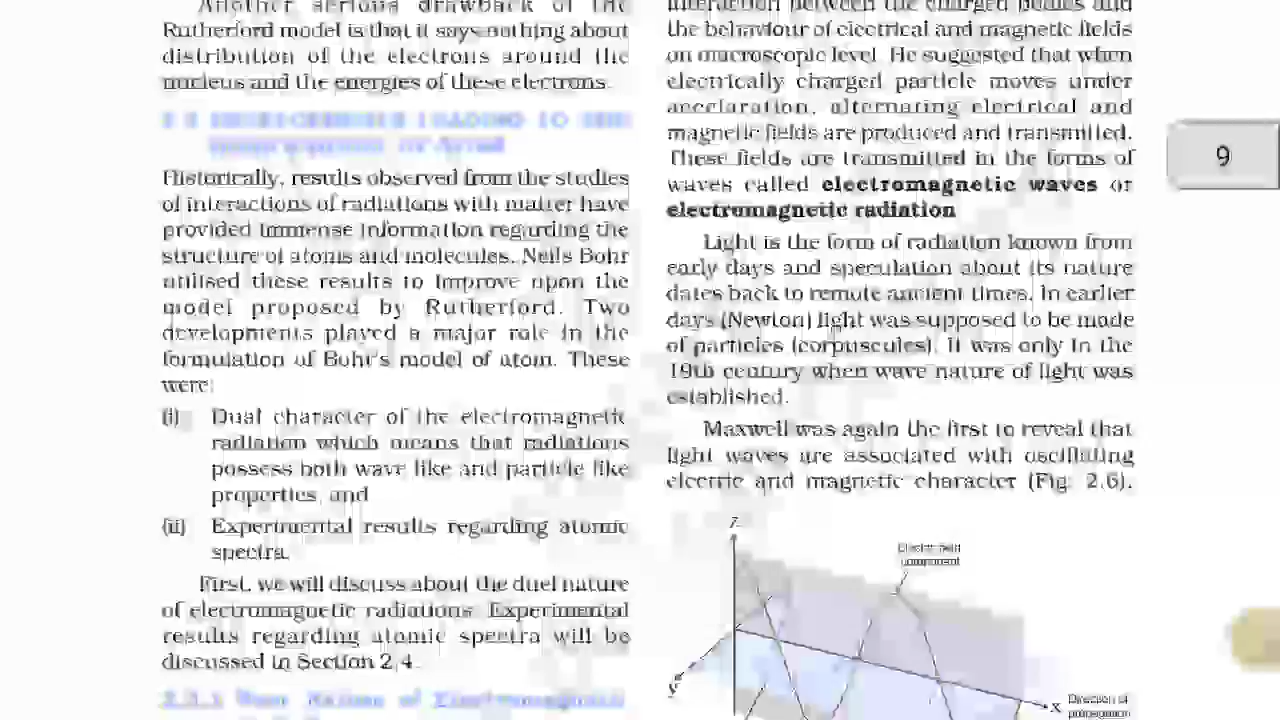 Another serious drawback of the
Rutherford model is that it says nothing about
distribution of the electrons around the
nucleus and the energies of these electrons.
Historically, results observed from the studies
of interactions of radiations with matter have
provided immense information regarding the
structure of atoms and molecules. Neils Bohr
utilised these results to improve upon the
model proposed by Rutherford. Two
developments played a major role in the
formulation of Bohr's model of atom. These
were:
(i) Dual character of the electromagnetic
radiation which means that radiations
possess both wave like and particle like
properties, and
(ii) Experimental results regarding atomic
spectra.
First, we will discuss about the duel nature
of electromagnetic radiations. Experimental
results regarding atomic spectra will be
discussed in Section 2.4.
2.3.1 Wave Nature of Electromagnetic
interaction between the charged bodies and
the behaviour of electrical and magnetic fields
on macroscopic level. He suggested that when
electrically charged particle moves under
acceleration, alternating electrical and
magnetic fields are produced and transmitted.
These fields are transmitted in the forms of
waves called electromagnetic waves or
electromagnetic radiation
Light is the form of radiation known from
early days and speculation about its nature
dates back to remote ancient times. In earlier
days (Newton) light was supposed to be made
of particles (corpuscules). It was only in the
19th century when wave nature of light was
established.
Maxwell was again the first to reveal that
light waves are associated with oscillating
electric and magnetic character (Fig. 2.6).
Z
Electric field
component
Y
X
Direction of
propagation
9